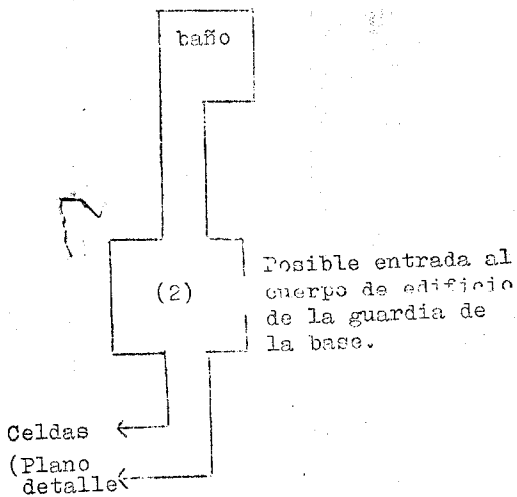 baño
(2)
Posible entrada al
cuerpo de edificio
de la guardia de
la base.
Celdas
(Plano
detalle